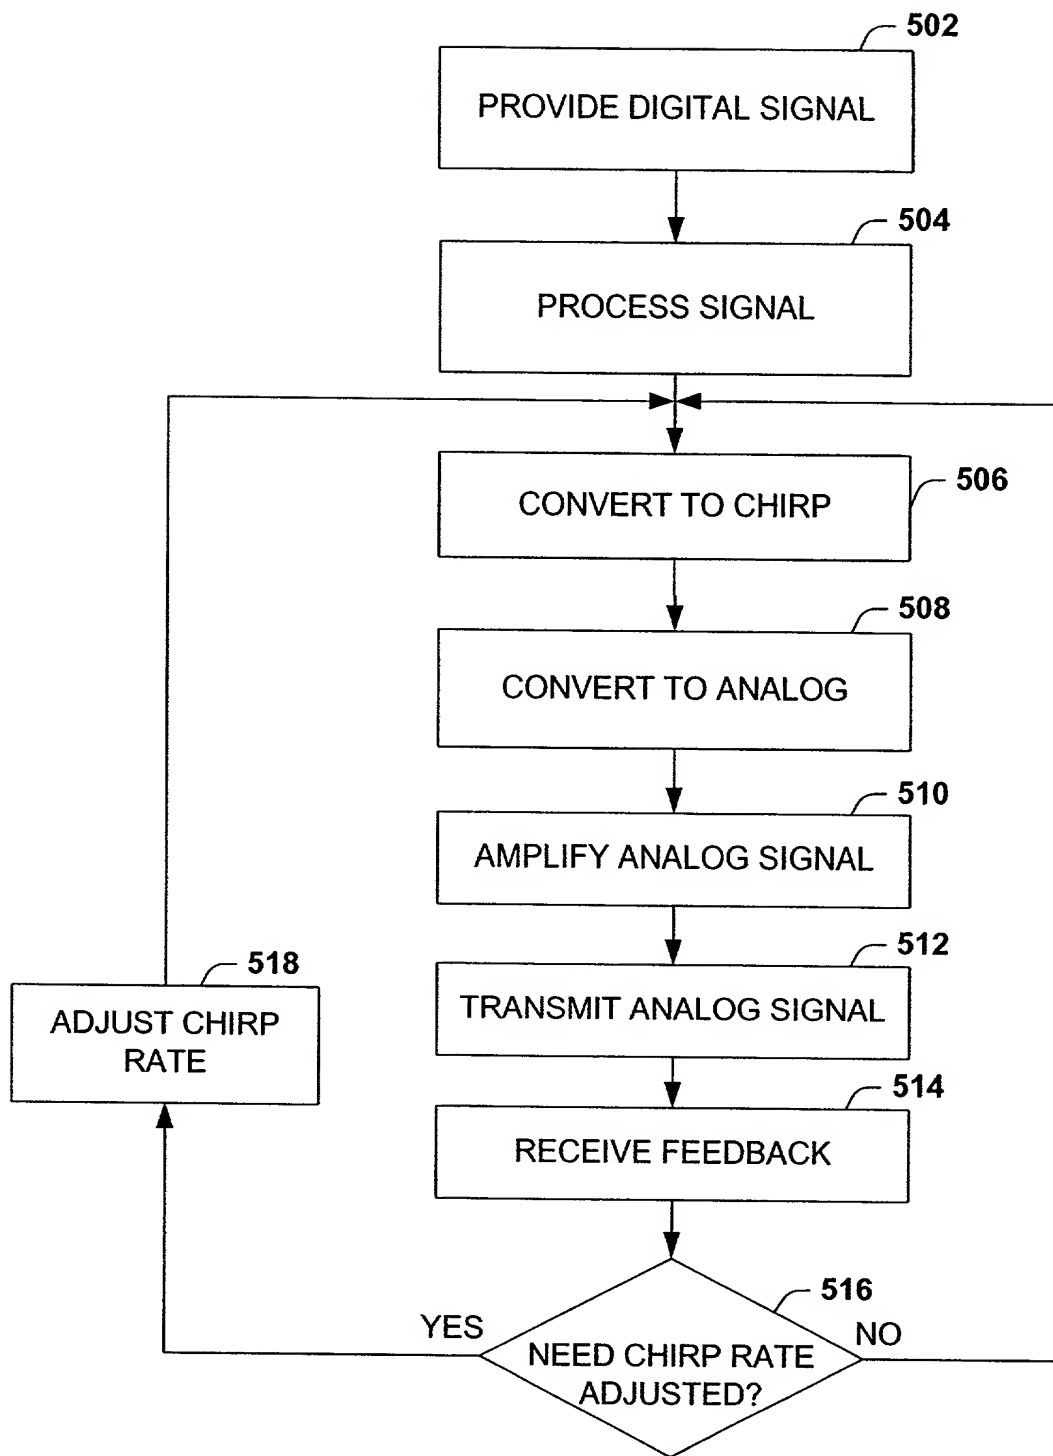 502
PROVIDE DIGITAL SIGNAL
504
PROCESS SIGNAL
506
CONVERT TO CHIRP
508
CONVERT TO ANALOG
510
AMPLIFY ANALOG SIGNAL
512
TRANSMIT ANALOG SIGNAL
518
ADJUST CHIRP
RATE
514
RECEIVE FEEDBACK
516
YES
NO
NEED CHIRP RATE
ADJUSTED?